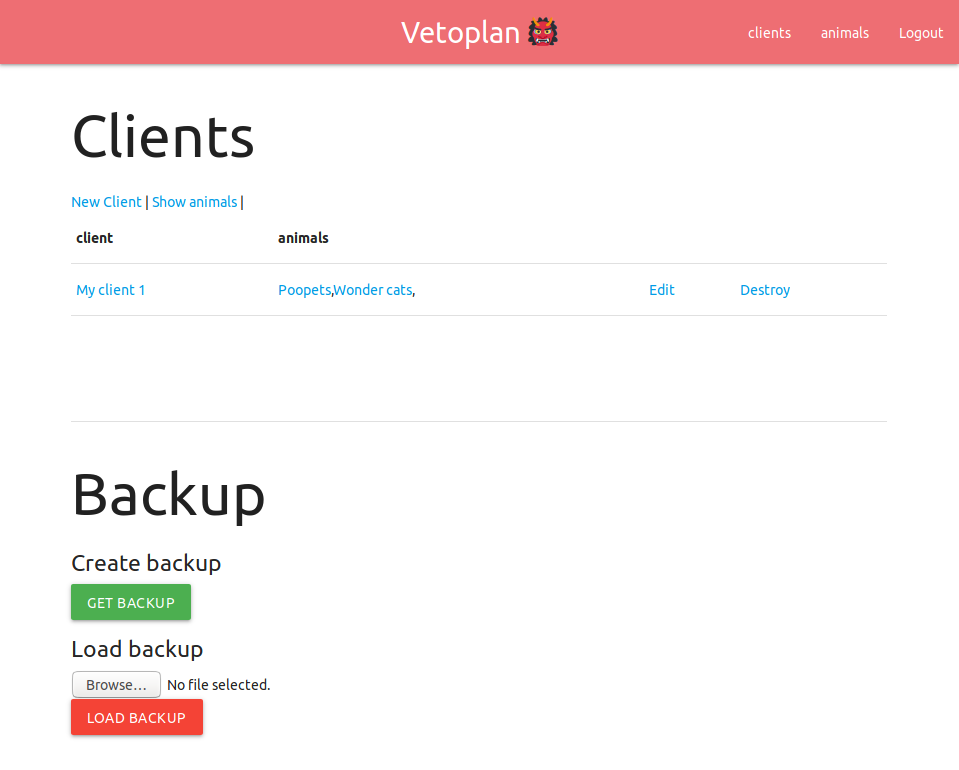 Vetoplan 👹 clients animals Logout
Clients
New Client | Show animals |
client animals
My client 1 Poopets,Wonder cats, Edit Destroy
Backup
Create backup
GET BACKUP
Load backup
Browse... No file selected.
LOAD BACKUP